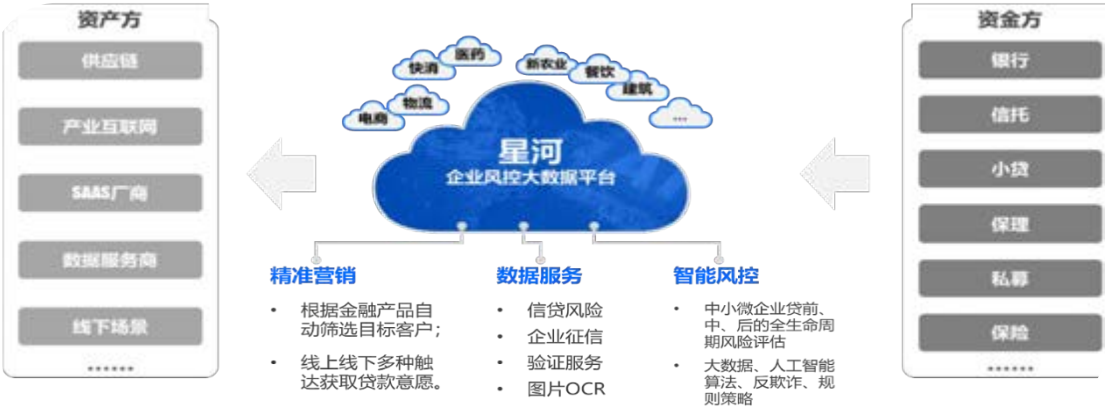 资产方
供应链
产业互联网
SAAS厂商
数据服务商
线下场景
......
电商
物流
快消
医药
新农业
餐饮
建筑
...
星河
企业风控大数据平台
精准营销
• 根据金融产品自
动筛选目标客户；
• 线上线下多种触
达获取贷款意愿。
数据服务
• 信贷风险
• 企业征信
• 验证服务
• 图片OCR
智能风控
• 中小微企业贷前、
中、后的全生命周
期风险评估
• 大数据、人工智能
算法、反欺诈、规
则策略
资金方
银行
信托
小贷
保理
私募
保险
......